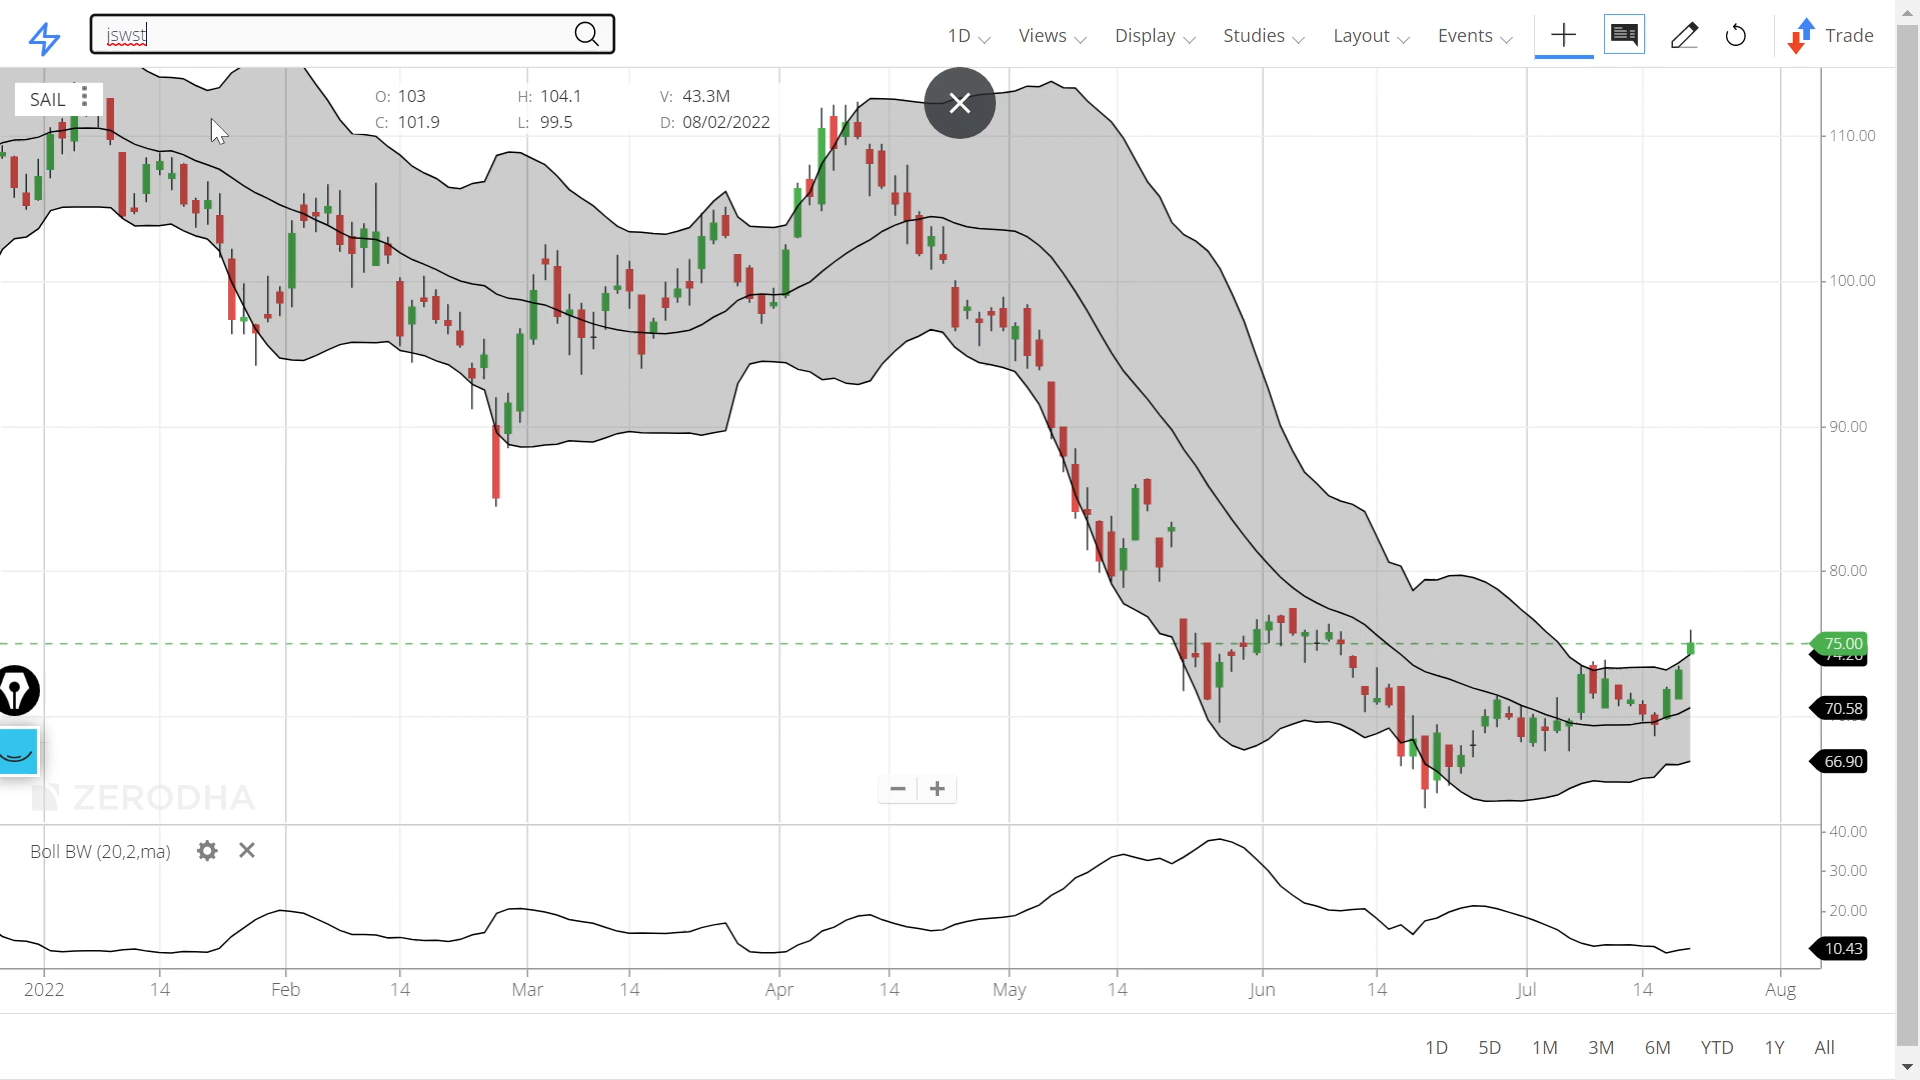 jswst
1D Views Display Studies Layout Events Trade
SAIL
O: 103 H: 104.1 V: 43.3M
C: 101.9 L: 99.5 D: 08/02/2022
110.00
100.00
90.00
80.00
75.00
70.58
66.90
ZERODHA
Boll BW (20,2,ma)
40.00
30.00
20.00
10.43
2022 14 Feb 14 Mar 14 Apr 14 May 14 Jun 14 Jul 14 Aug
1D 5D 1M 3M 6M YTD 1Y All